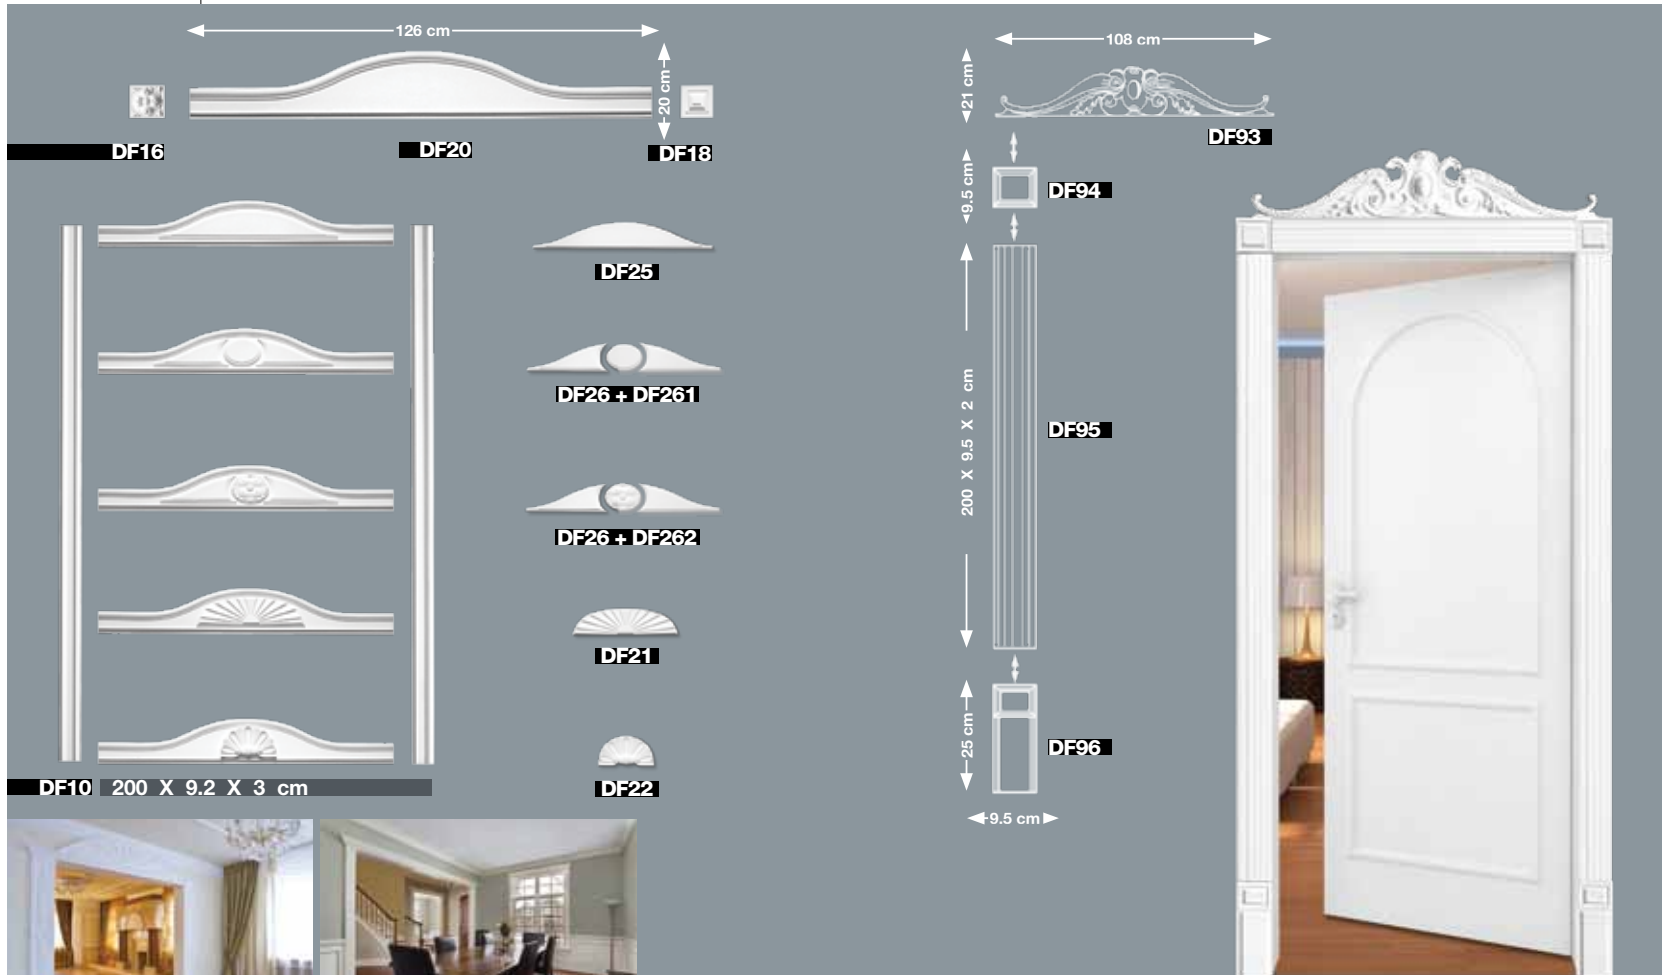 126 cm
20 cm
DF16
DF20
DF18
DF25
DF26 + DF261
DF26 + DF262
DF21
DF22
DF10 200 X 9.2 X 3 cm
108 cm
21 cm
DF93
9.5 cm
DF94
200 X 9.5 X 2 cm
DF95
25 cm
DF96
9.5 cm